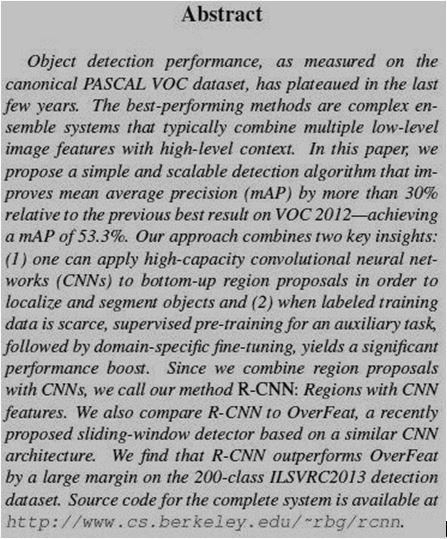 Abstract
Object detection performance, as measured on the
canonical PASCAL VOC dataset, has plateaued in the last
few years. The best-performing methods are complex en-
semble systems that typically combine multiple low-level
image features with high-level context. In this paper, we
propose a simple and scalable detection algorithm that im-
proves mean average precision (mAP) by more than 30%
relative to the previous best result on VOC 2012—achieving
a mAP of 53.3%. Our approach combines two key insights:
(1) one can apply high-capacity convolutional neural net-
works (CNNs) to bottom-up region proposals in order to
localize and segment objects and (2) when labeled training
data is scarce, supervised pre-training for an auxiliary task,
followed by domain-specific fine-tuning, yields a significant
performance boost. Since we combine region proposals
with CNNs, we call our method R-CNN: Regions with CNN
features. We also compare R-CNN to OverFeat, a recently
proposed sliding-window detector based on a similar CNN
architecture. We find that R-CNN outperforms OverFeat
by a large margin on the 200-class ILSVRC2013 detection
dataset. Source code for the complete system is available at
http://www.cs.berkeley.edu/~rbg/rcnn.